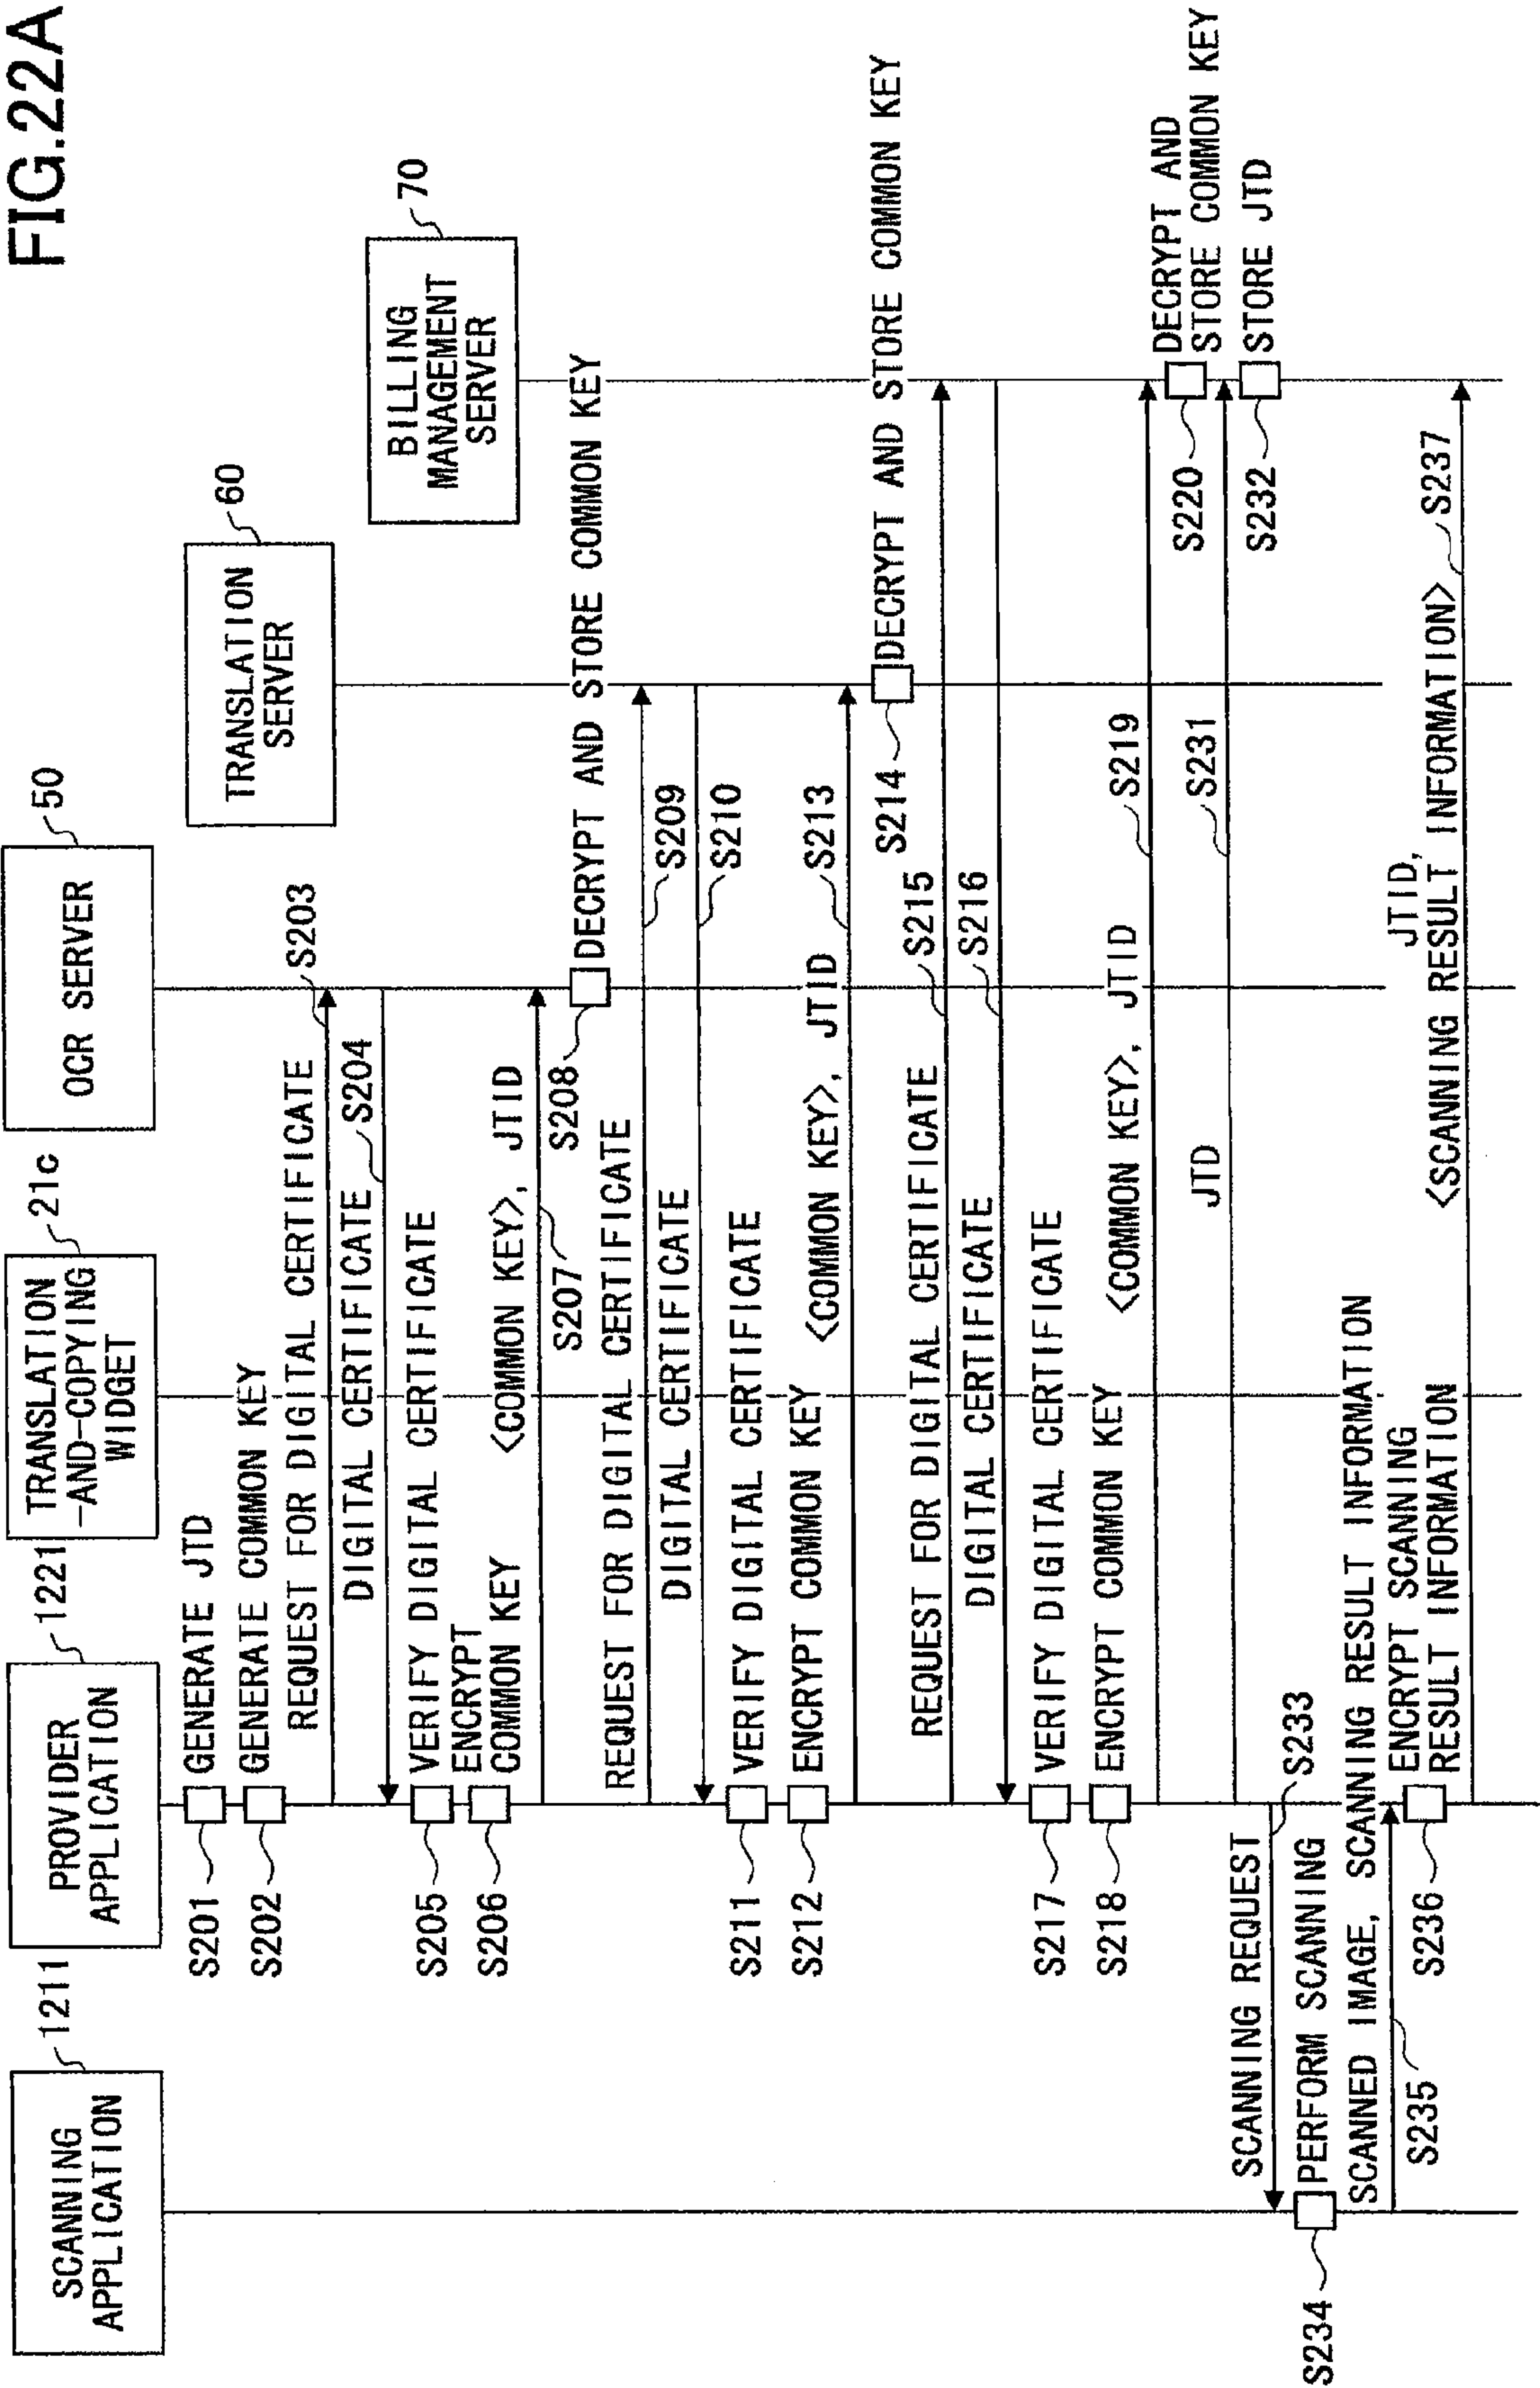 FIG.22A
SCANNING
APPLICATION
1211
PROVIDER
APPLICATION
1221
TRANSLATION
-AND-COPYING
WIDGET
21c
OCR SERVER
50
TRANSLATION
SERVER
60
BILLING
MANAGEMENT
SERVER
70
S201
GENERATE JTD
S202
GENERATE COMMON KEY
REQUEST FOR DIGITAL CERTIFICATE
S203
DIGITAL CERTIFICATE
S204
S205
VERIFY DIGITAL CERTIFICATE
S206
ENCRYPT
COMMON KEY
<COMMON KEY>, JTID
S207
S208
DECRYPT AND STORE COMMON KEY
REQUEST FOR DIGITAL CERTIFICATE
S209
DIGITAL CERTIFICATE
S210
S211
VERIFY DIGITAL CERTIFICATE
S212
ENCRYPT COMMON KEY
<COMMON KEY>, JTID
S213
S214
DECRYPT AND STORE COMMON KEY
REQUEST FOR DIGITAL CERTIFICATE
S215
DIGITAL CERTIFICATE
S216
S217
VERIFY DIGITAL CERTIFICATE
S218
ENCRYPT COMMON KEY
<COMMON KEY>, JTID
S219
S220
DECRYPT AND
STORE COMMON KEY
JTD
S231
S232
STORE JTD
SCANNING REQUEST
S233
S234
PERFORM SCANNING
SCANNED IMAGE, SCANNING RESULT INFORMATION
S235
S236
ENCRYPT SCANNING
RESULT INFORMATION
JTID,
<SCANNING RESULT INFORMATION>
S237